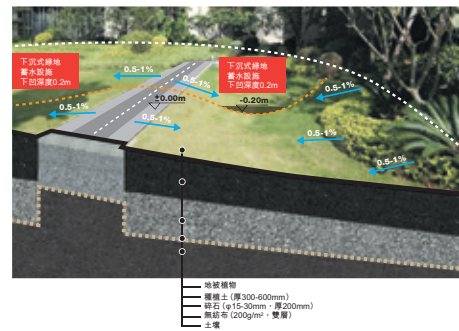 下沉式綠地
蓄水設施
下凹深度0.2m
0.5-1%
0.5-1%
下沉式綠地
蓄水設施
下凹深度0.2m
0.5-1%
±0.00m
-0.20m
0.5-1%
0.5-1%
0.5-1%
0.5-1%
地被植物
種植土 (厚300-600mm)
碎石 (φ15-30mm，厚200mm)
無紡布 (200g/m²，雙層)
土壤